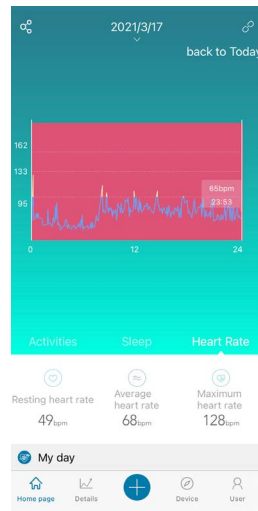 2021/3/17
back to Today
162
133
95
65bpm
23:53
0 12 24
Activities Sleep Heart Rate
Resting heart rate
49bpm
Average
heart rate
68bpm
Maximum
heart rate
128bpm
My day
Home page Details Device User